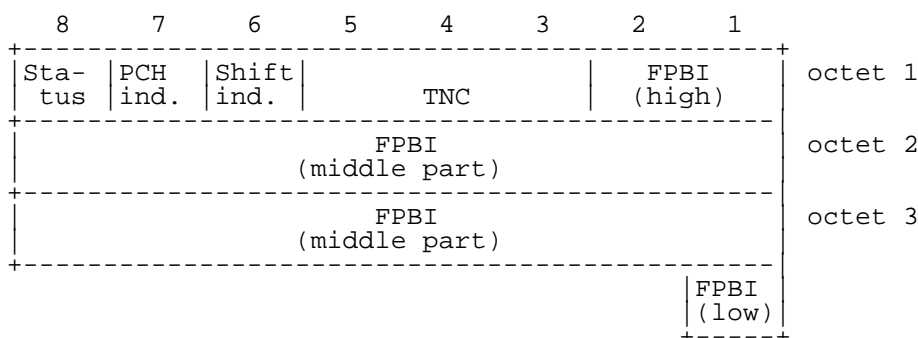 8 7 6 5 4 3 2 1
Sta- PCH Shift FPBI octet 1
tus ind. ind. TNC (high)
FPBI octet 2
(middle part)
FPBI octet 3
(middle part)
FPBI
(low)